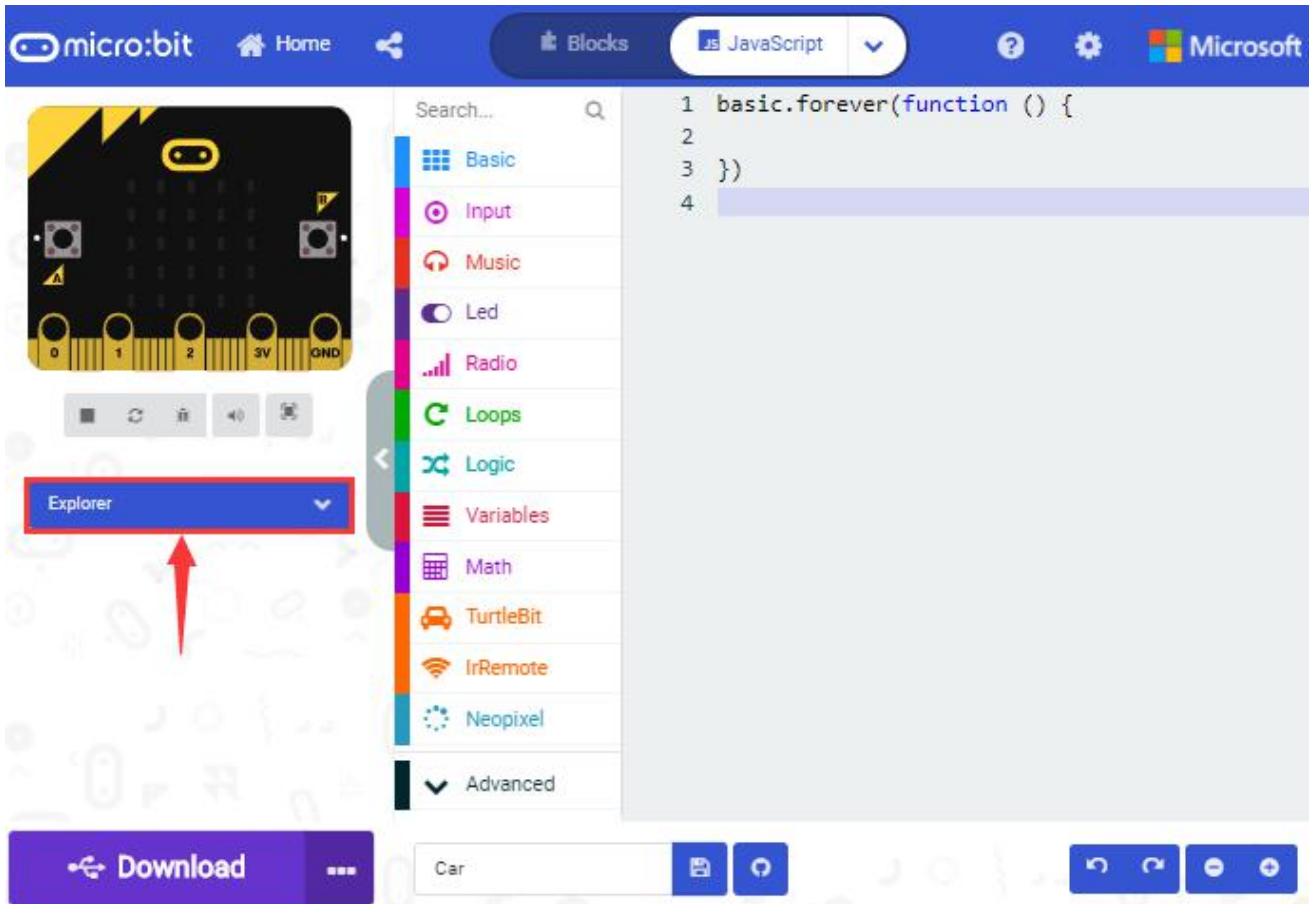 micro:bit Home Blocks JS JavaScript Microsoft
Search...
Basic
Input
Music
Led
Radio
Loops
Logic
Variables
Math
TurtleBit
IrRemote
Neopixel
Advanced
1 basic.forever(function () {
2
3 })
4
B
A
0 1 2 3V GND
Explorer
Download ...
Car